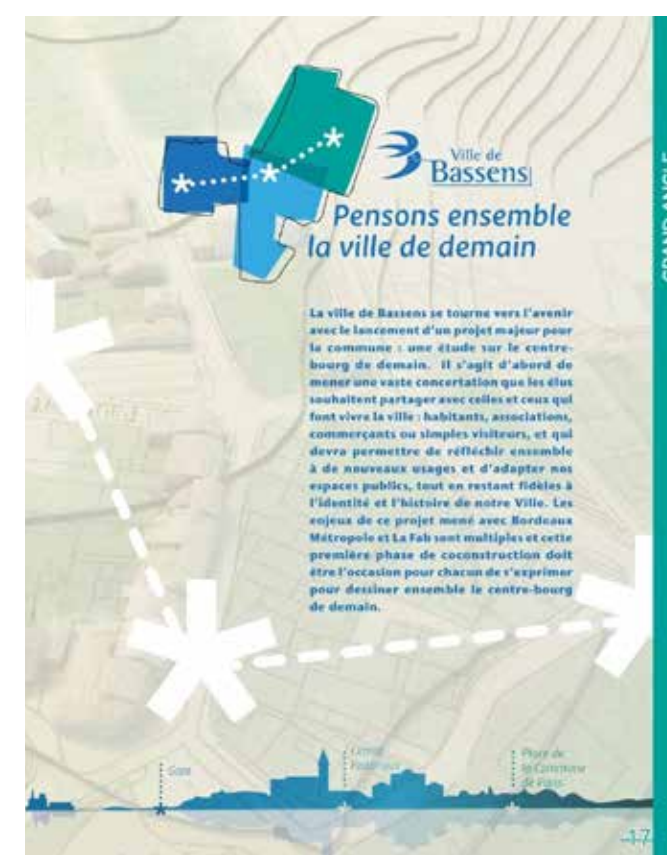 GRAND ANGLE
Ville de
Bassens
Pensons ensemble
la ville de demain
La ville de Bassens se tourne vers l'avenir
avec le lancement d'un projet majeur pour
la commune : une étude sur le centre-
bourg de demain. Il s'agit d'abord de
mener une vaste concertation que les élus
souhaitent partager avec celles et ceux qui
font vivre la ville : habitants, associations,
commerçants ou simples visiteurs, et qui
devra permettre de réfléchir ensemble
à de nouveaux usages et d'adapter nos
espaces publics, tout en restant fidèles à
l'identité et l'histoire de notre Ville. Les
enjeux de ce projet mené avec Bordeaux
Métropole et La Fab sont multiples et cette
première phase de coconstruction doit
être l'occasion pour chacun de s'exprimer
pour dessiner ensemble le centre-bourg
de demain.
Gare
Place de
la Commune
de Paris
17